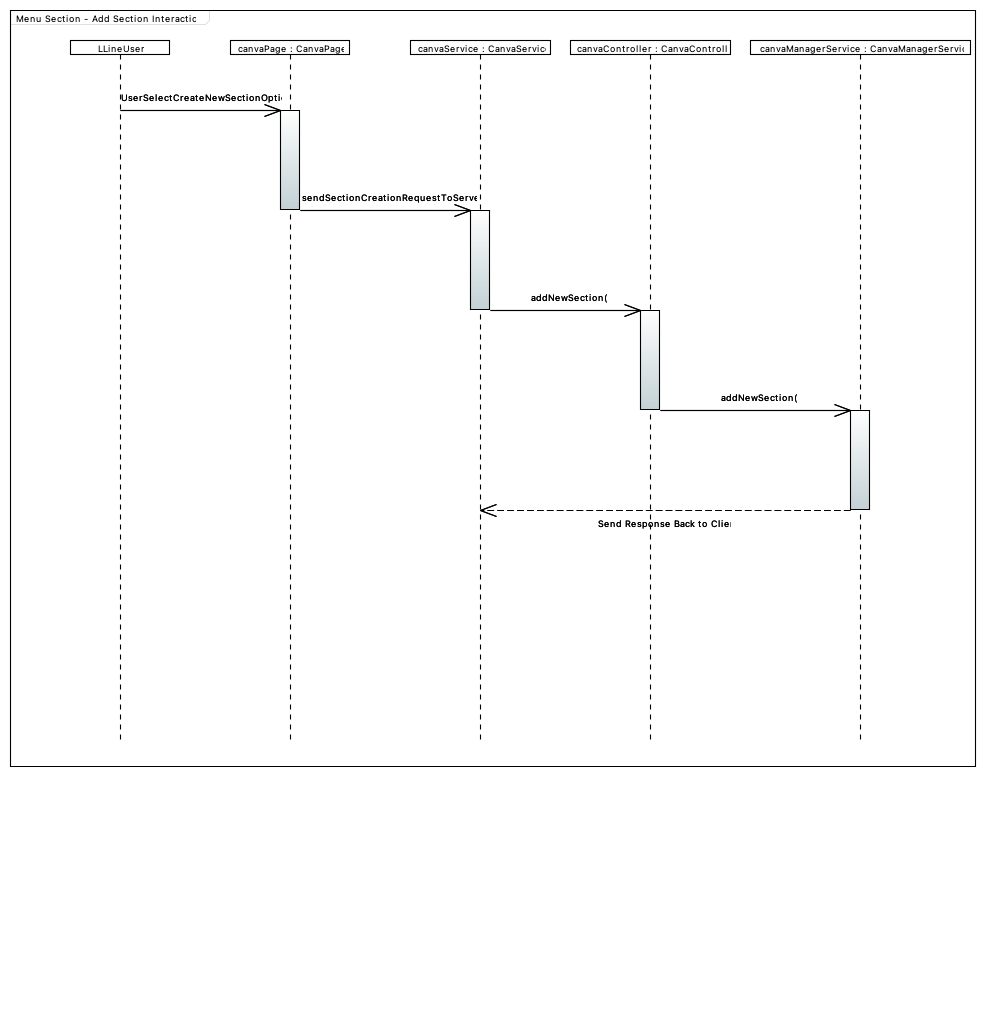 Menu Section - Add Section Interactic
LLineUser
canvaPage : CanvaPage
canvaService : CanvaServic
canvaController : CanvaControll
canvaManagerService : CanvaManagerServic
UserSelectCreateNewSectionOpti
sendSectionCreationRequestToServe
addNewSection(
addNewSection(
Send Response Back to Clie